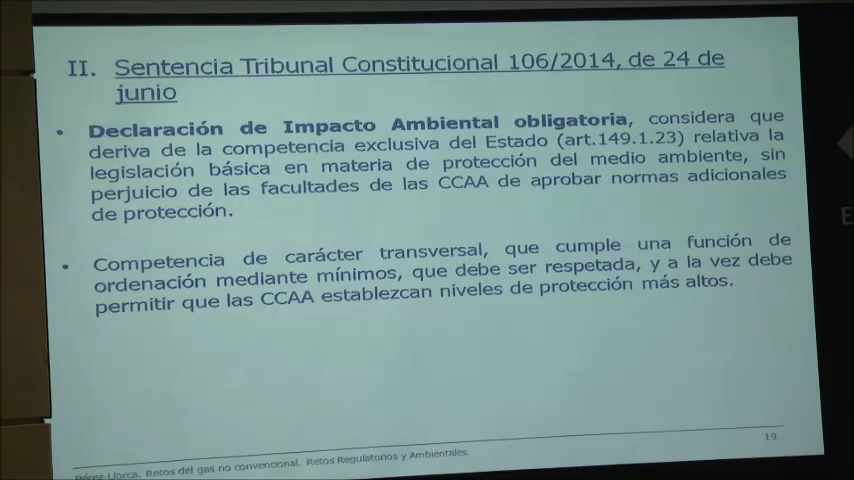 II. Sentencia Tribunal Constitucional 106/2014, de 24 de
junio
• Declaración de Impacto Ambiental obligatoria, considera que
deriva de la competencia exclusiva del Estado (art.149.1.23) relativa la
legislación básica en materia de protección del medio ambiente, sin
perjuicio de las facultades de las CCAA de aprobar normas adicionales
de protección.
• Competencia de carácter transversal, que cumple una función de
ordenación mediante mínimos, que debe ser respetada, y a la vez debe
permitir que las CCAA establezcan niveles de protección más altos.
19
Pérez-Llorca. Retos del gas no convencional. Retos Regulatorios y Ambientales.
E